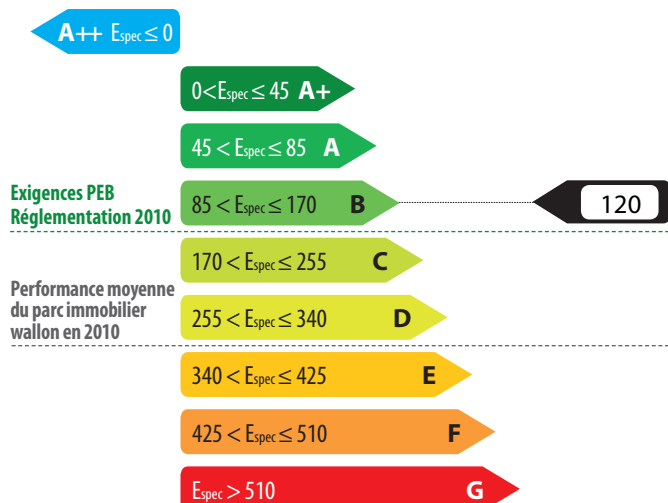 A++ Espec ≤ 0
0 < Espec ≤ 45 A+
45 < Espec ≤ 85 A
Exigences PEB
Réglementation 2010
85 < Espec ≤ 170 B
120
170 < Espec ≤ 255 C
Performance moyenne
du parc immobilier
wallon en 2010
255 < Espec ≤ 340 D
340 < Espec ≤ 425 E
425 < Espec ≤ 510 F
Espec > 510 G